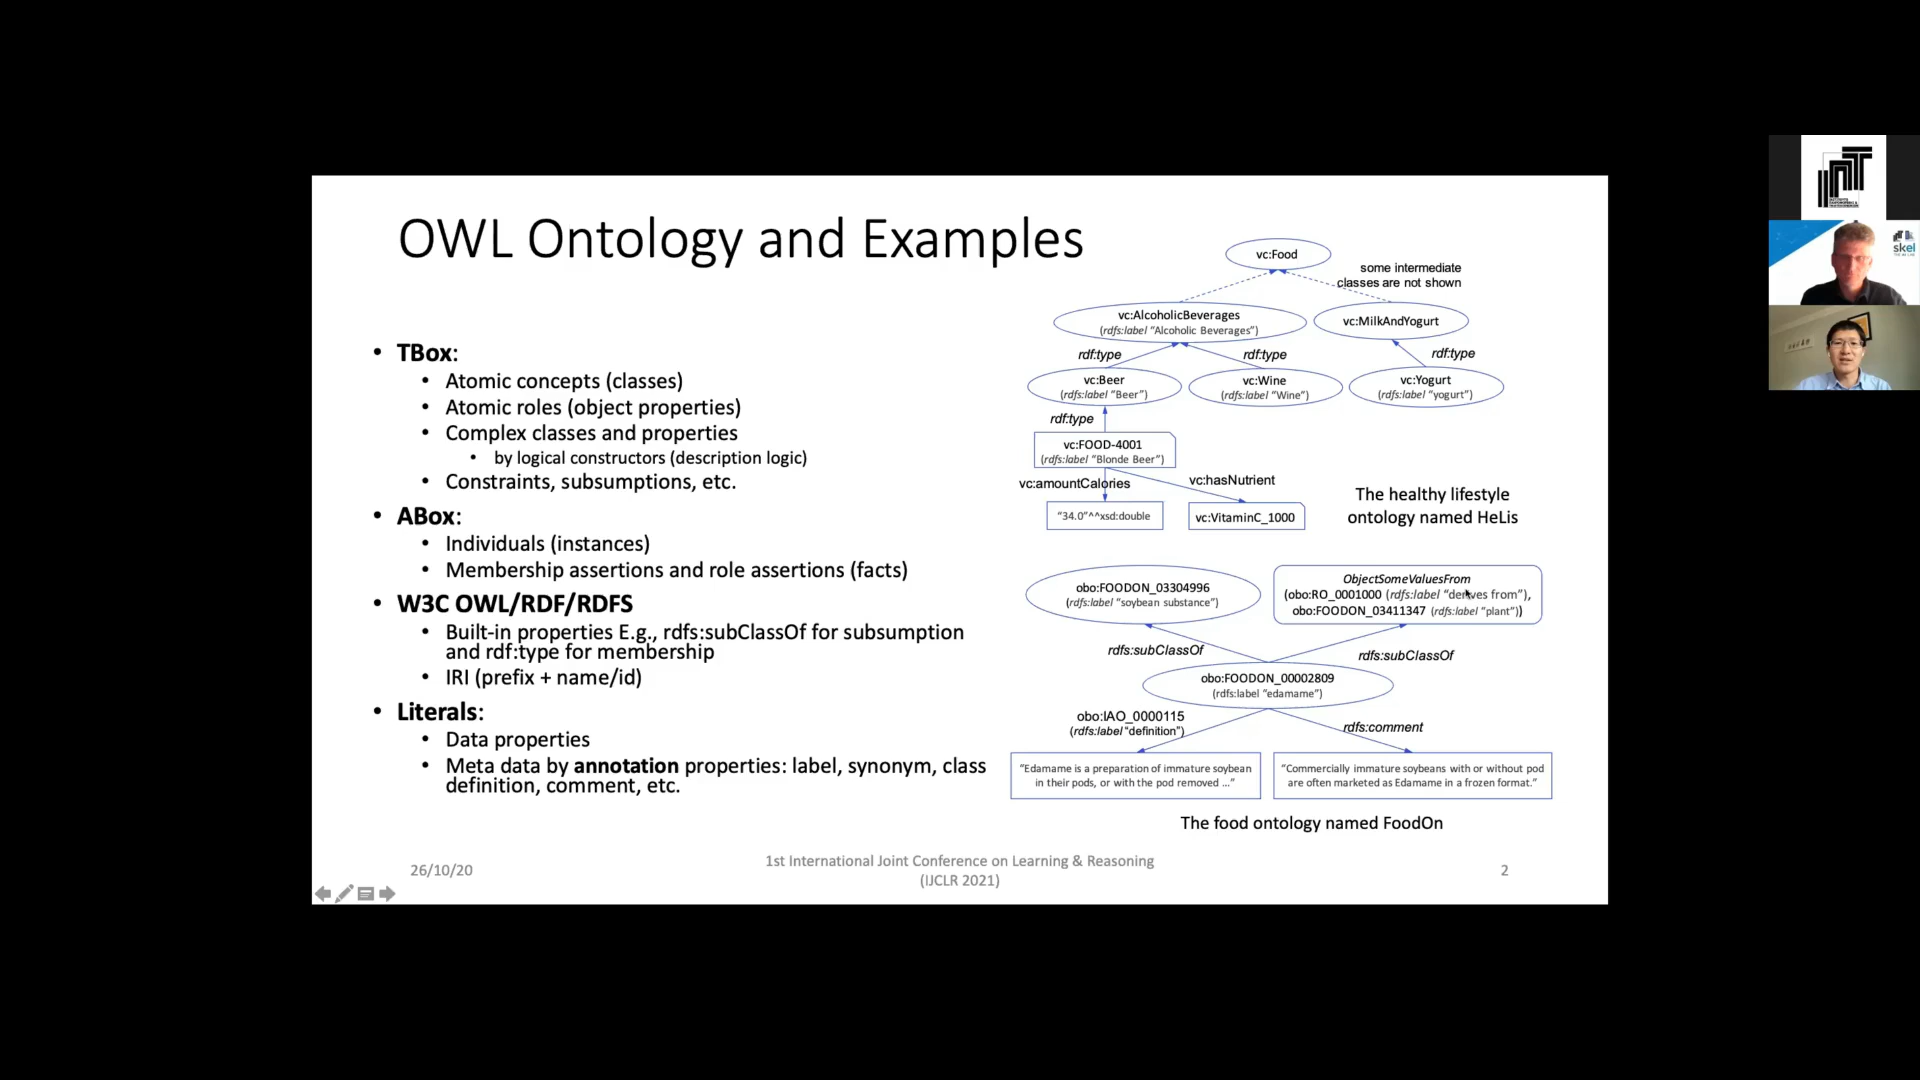 OWL Ontology and Examples
• TBox:
• Atomic concepts (classes)
• Atomic roles (object properties)
• Complex classes and properties
• by logical constructors (description logic)
• Constraints, subsumptions, etc.
• ABox:
• Individuals (instances)
• Membership assertions and role assertions (facts)
• W3C OWL/RDF/RDFS
• Built-in properties E.g., rdfs:subClassOf for subsumption
and rdf:type for membership
• IRI (prefix + name/id)
• Literals:
• Data properties
• Meta data by annotation properties: label, synonym, class
definition, comment, etc.
vc:Food
some intermediate
classes are not shown
vc:AlcoholicBeverages
(rdfs:label “Alcoholic Beverages”)
vc:MilkAndYogurt
rdf:type
rdf:type
rdf:type
vc:Beer
(rdfs:label “Beer”)
vc:Wine
(rdfs:label “Wine”)
vc:Yogurt
(rdfs:label “yogurt”)
rdf:type
vc:FOOD-4001
(rdfs:label “Blonde Beer”)
vc:amountCalories
vc:hasNutrient
“34.0”^^xsd:double
vc:VitaminC_1000
The healthy lifestyle
ontology named HeLis
obo:FOODON_03304996
(rdfs:label “soybean substance”)
ObjectSomeValuesFrom
(obo:RO_0001000 (rdfs:label “derives from”),
obo:FOODON_03411347 (rdfs:label “plant”))
rdfs:subClassOf
rdfs:subClassOf
obo:FOODON_00002809
(rdfs:label “edamame”)
obo:IAO_0000115
(rdfs:label “definition”)
rdfs:comment
“Edamame is a preparation of immature soybean
in their pods, or with the pod removed ...”
“Commercially immature soybeans with or without pod
are often marketed as Edamame in a frozen format.”
The food ontology named FoodOn
26/10/20
1st International Joint Conference on Learning & Reasoning
(IJCLR 2021)
2
skel